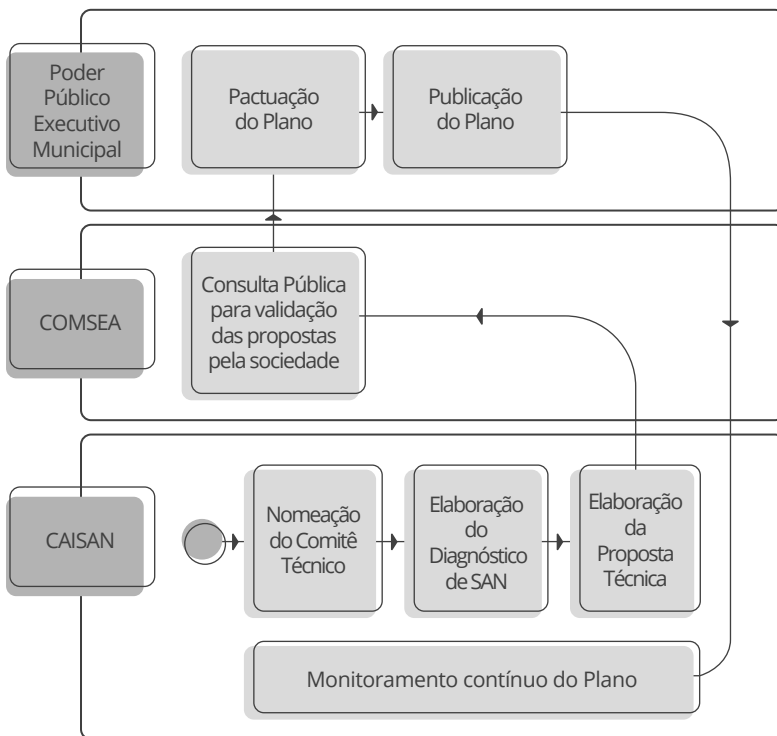 Poder
Público
Executivo
Municipal
Pactuação
do Plano
Publicação
do Plano
COMSEA
Consulta Pública
para validação
das propostas
pela sociedade
CAISAN
Nomeação
do Comitê
Técnico
Elaboração
do
Diagnóstico
de SAN
Elaboração
da
Proposta
Técnica
Monitoramento contínuo do Plano